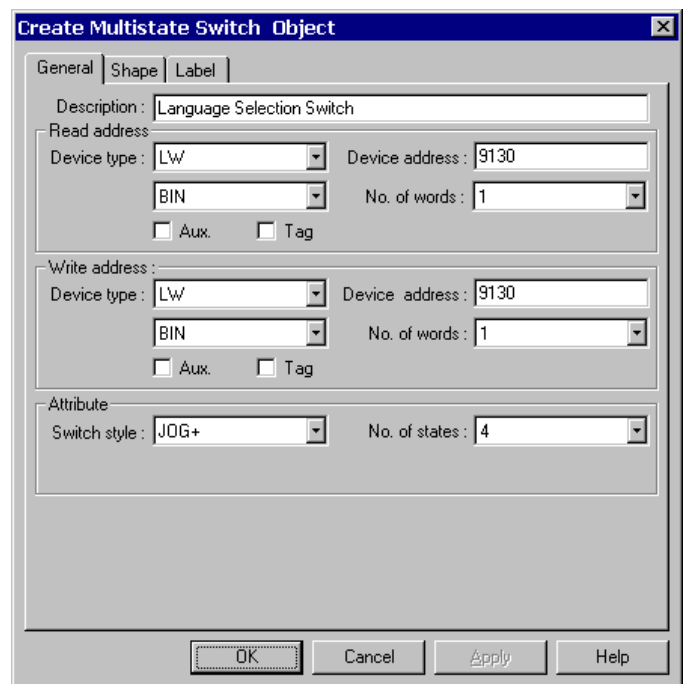 Create Multistate Switch Object
General Shape Label
Description : Language Selection Switch
Read address
Device type : LW Device address : 9130
BIN No. of words : 1
Aux. Tag
Write address :
Device type : LW Device address : 9130
BIN No. of words : 1
Aux. Tag
Attribute
Switch style : JOG+ No. of states : 4
OK Cancel Apply Help